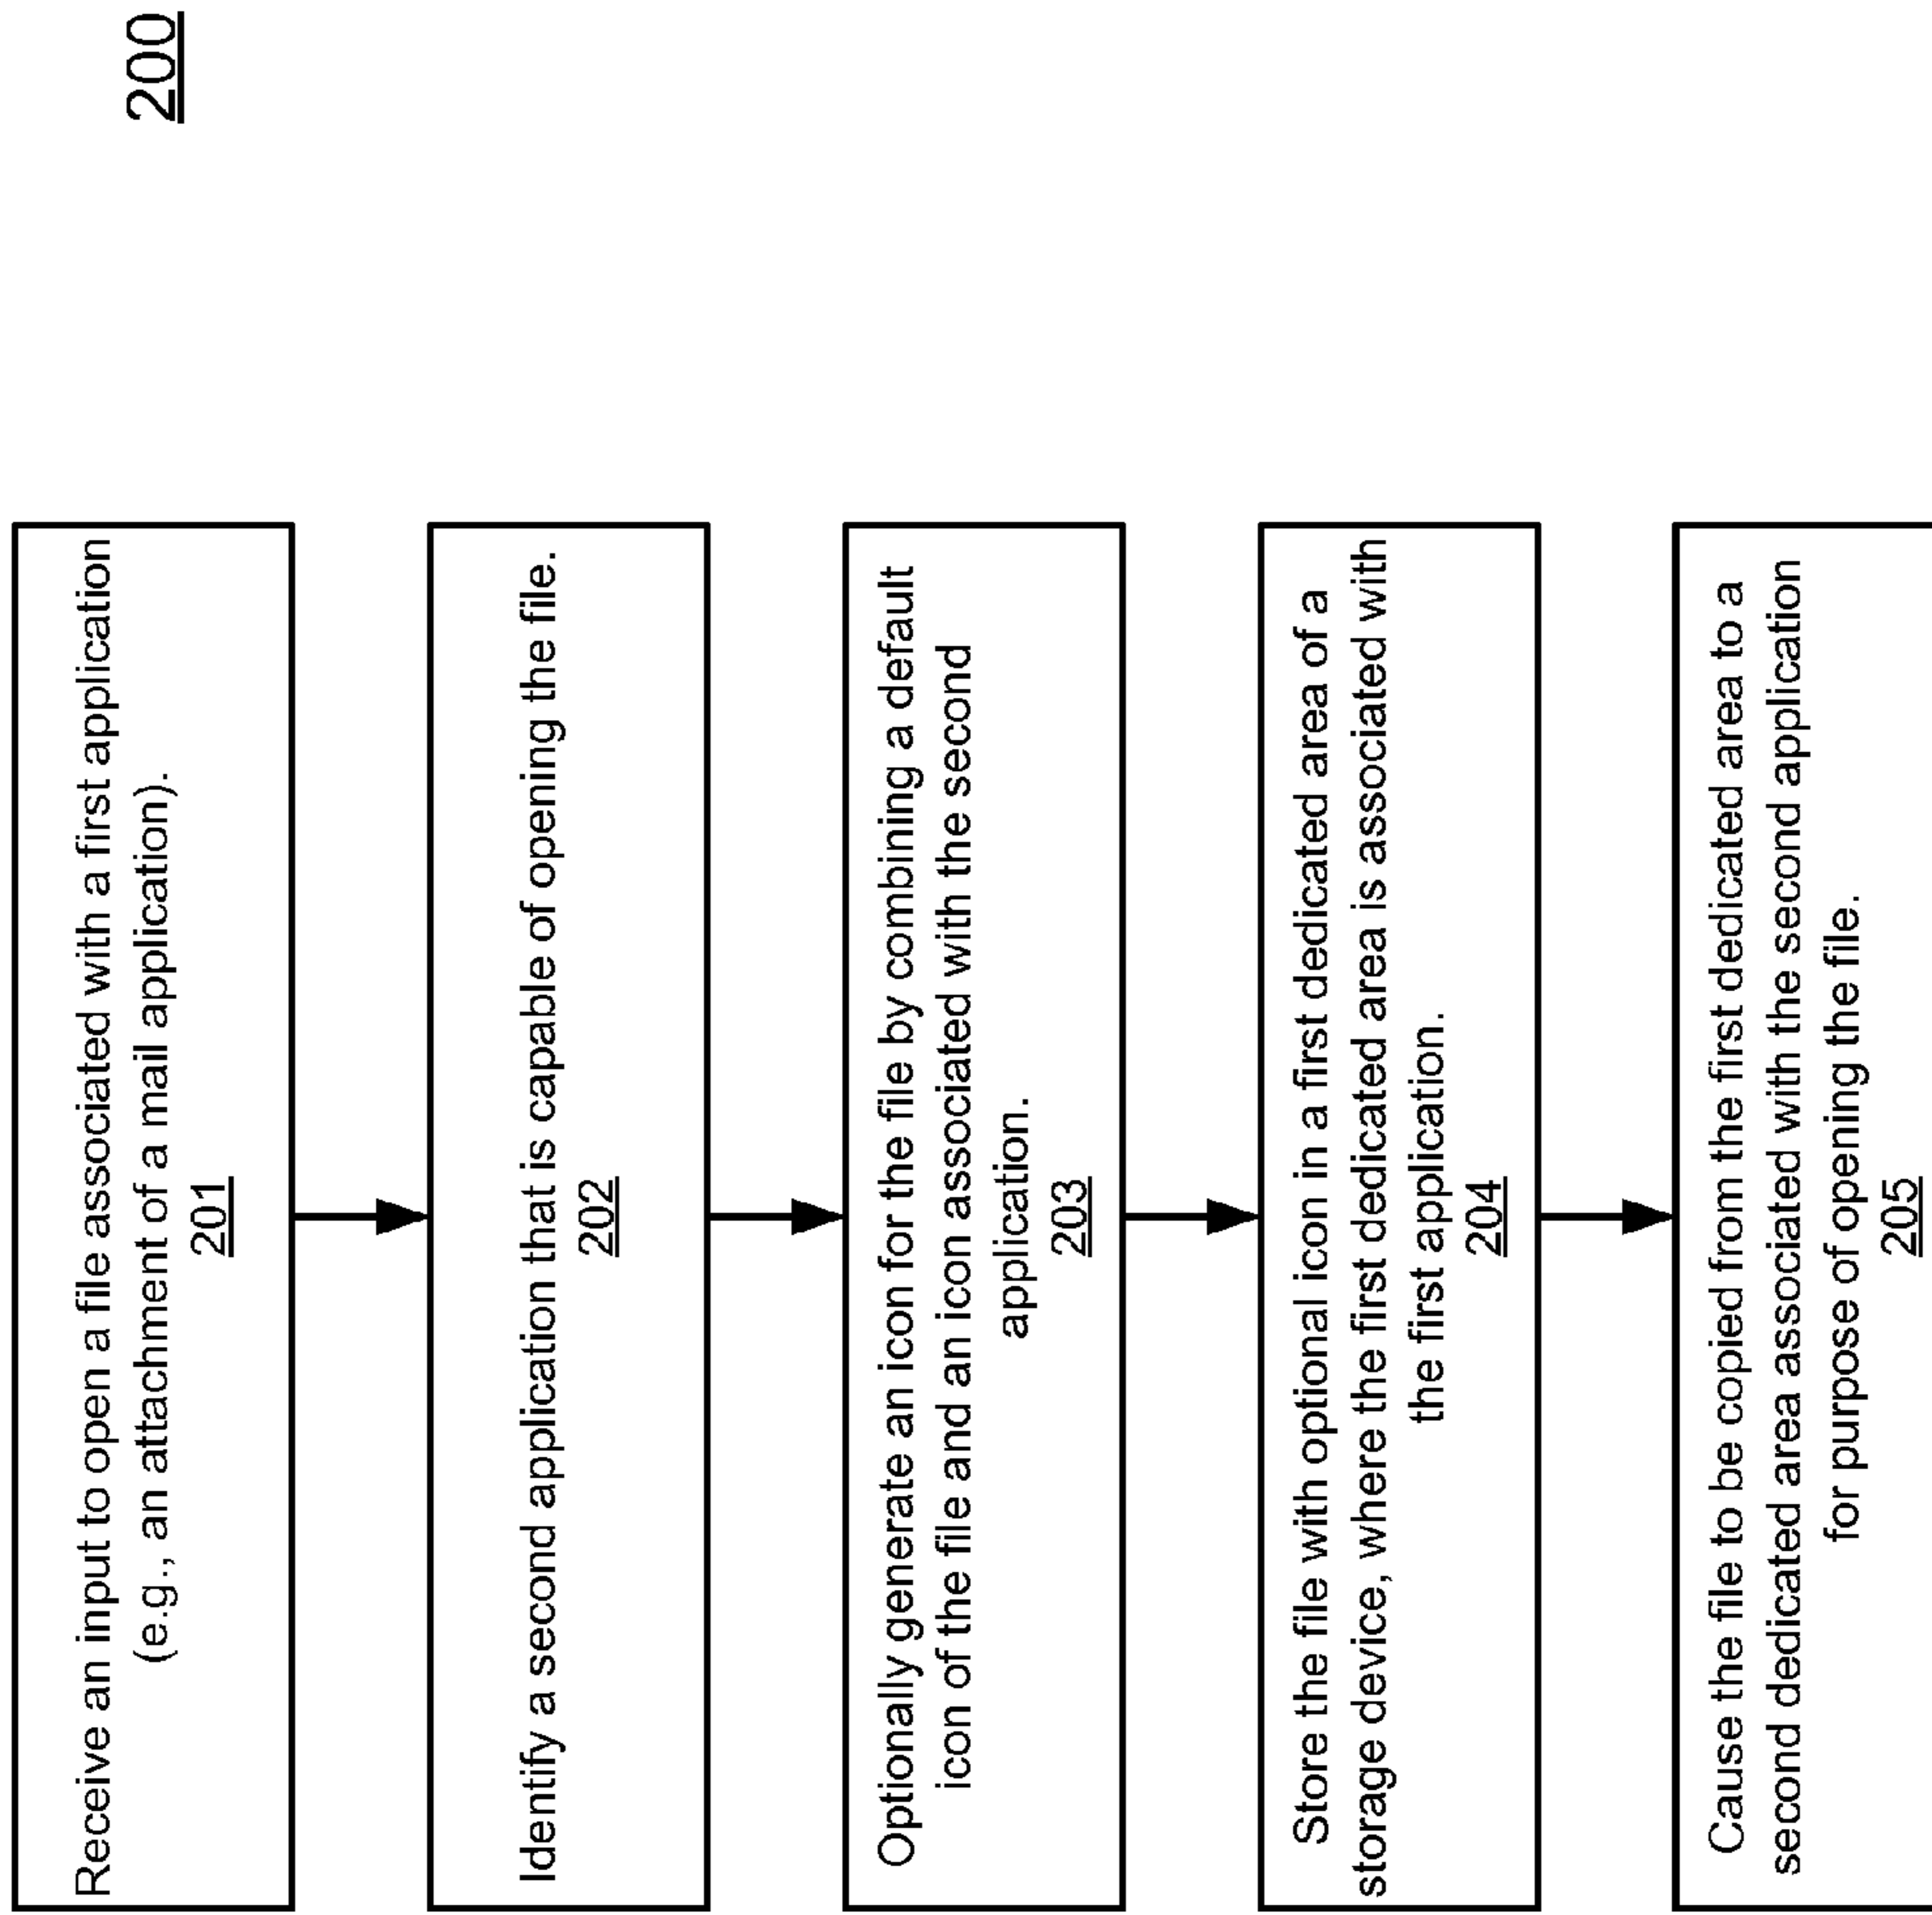 200
Receive an input to open a file associated with a first application
(e.g., an attachment of a mail application).
201
Identify a second application that is capable of opening the file.
202
Optionally generate an icon for the file by combining a default
icon of the file and an icon associated with the second
application.
203
Store the file with optional icon in a first dedicated area of a
storage device, where the first dedicated area is associated with
the first application.
204
Cause the file to be copied from the first dedicated area to a
second dedicated area associated with the second application
for purpose of opening the file.
205